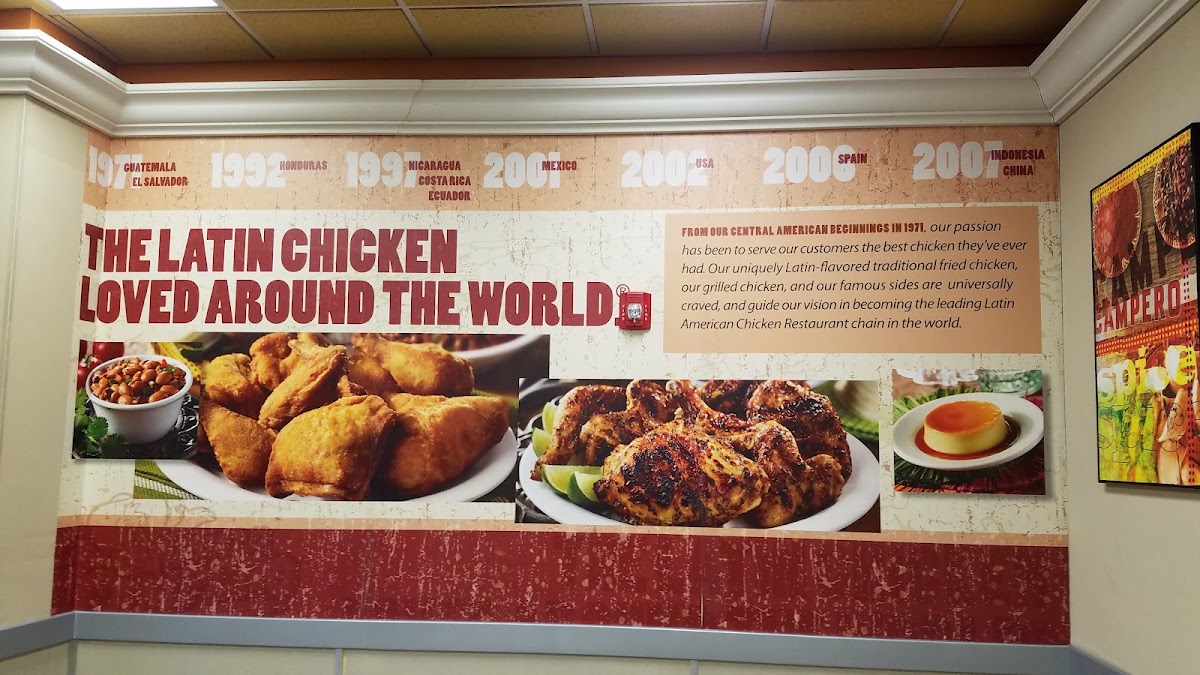 197 GUATEMALA
EL SALVADOR
1992 HONDURAS
1997 NICARAGUA
COSTA RICA
ECUADOR
2001 MEXICO
2002 USA
2006 SPAIN
2007 INDONESIA
CHINA
THE LATIN CHICKEN
LOVED AROUND THE WORLD.®
FROM OUR CENTRAL AMERICAN BEGINNINGS IN 1971, our passion
has been to serve our customers the best chicken they've ever
had. Our uniquely Latin-flavored traditional fried chicken,
our grilled chicken, and our famous sides are universally
craved, and guide our vision in becoming the leading Latin
American Chicken Restaurant chain in the world.
FIRE
CAMPERO